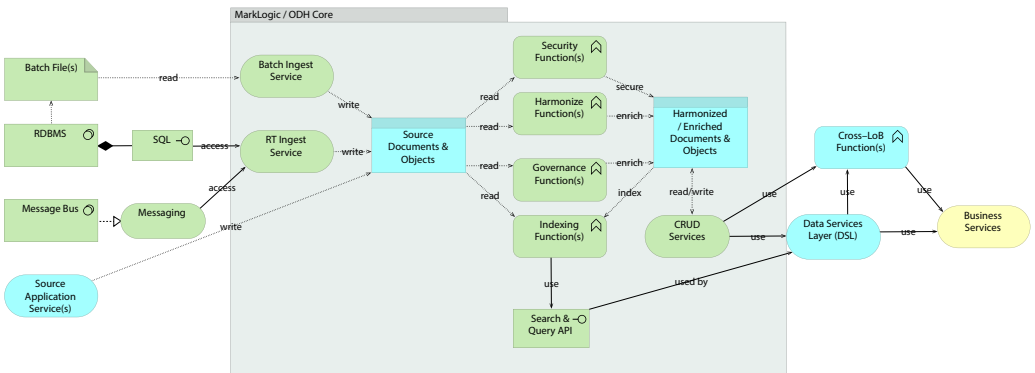 MarkLogic / ODH Core
Batch File(s)
read
Batch Ingest
Service
write
RDBMS
SQL
access
RT Ingest
Service
write
access
Message Bus
Messaging
write
Source
Application
Service(s)
Source
Documents &
Objects
read
read
read
read
Security
Function(s)
Harmonize
Function(s)
Governance
Function(s)
Indexing
Function(s)
secure
enrich
enrich
index
Harmonized
/ Enriched
Documents &
Objects
read/write
CRUD
Services
use
Search &
Query API
used by
use
use
Cross-LoB
Function(s)
use
use
Data Services
Layer (DSL)
use
Business
Services